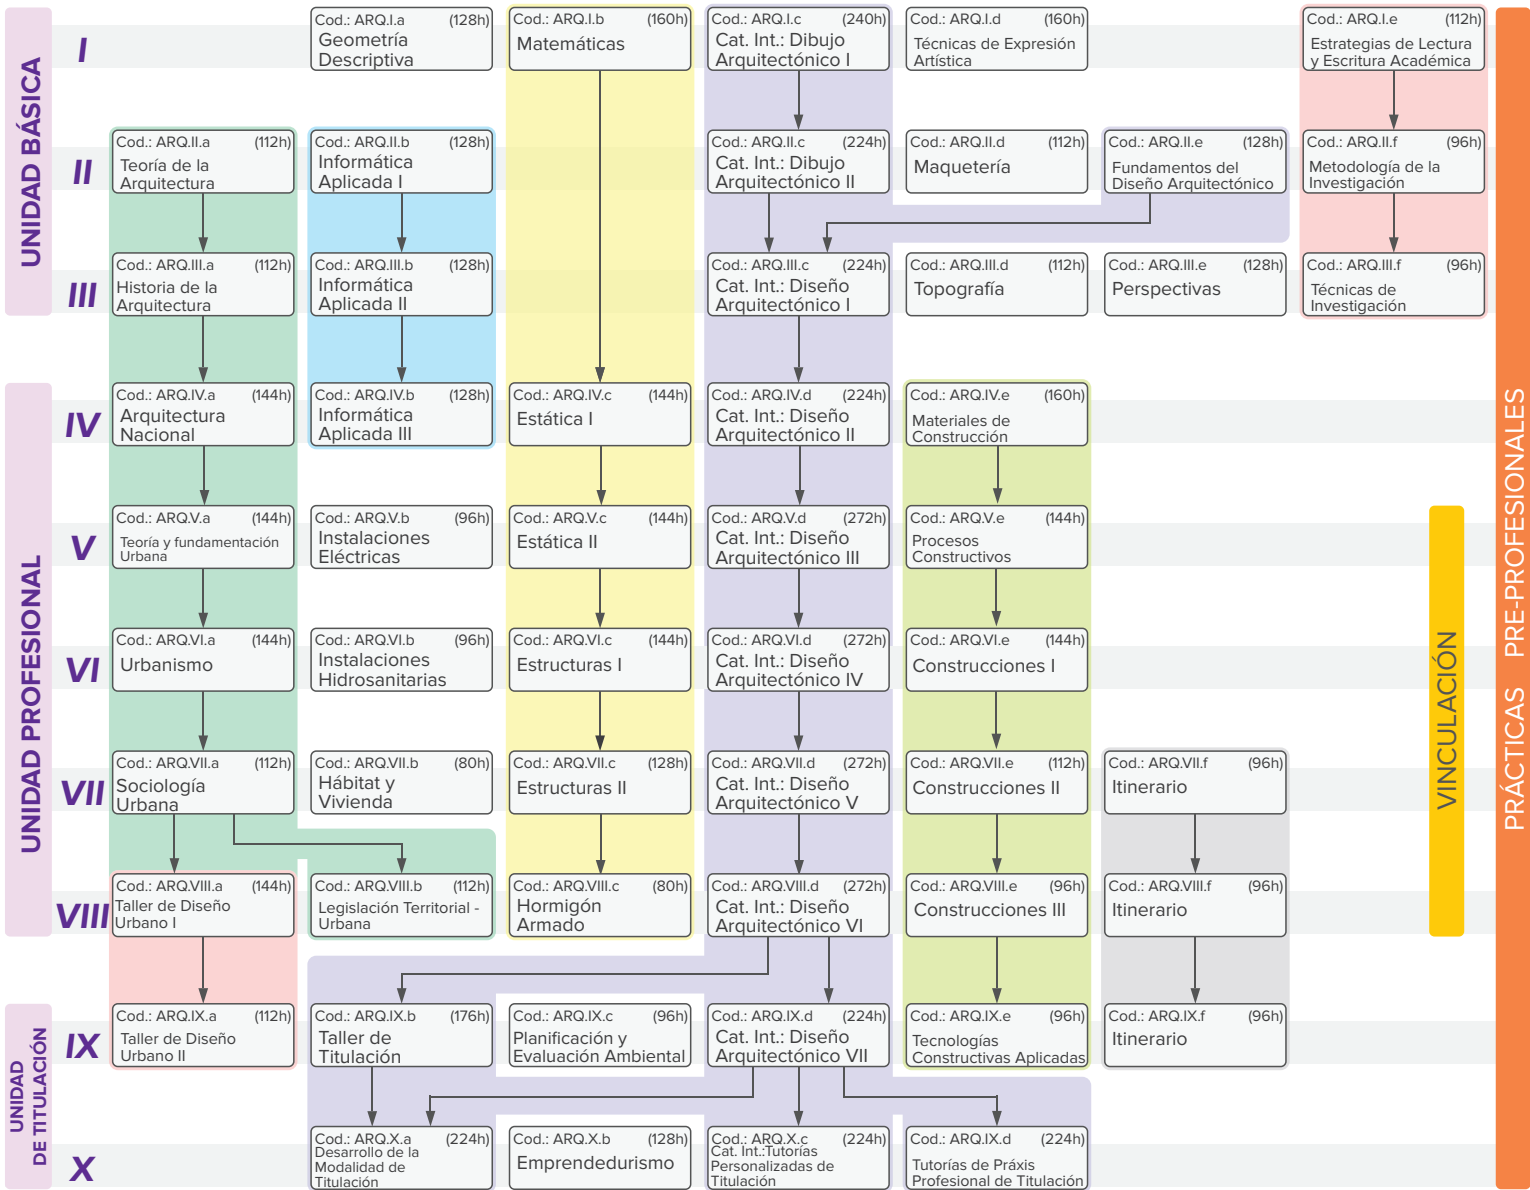 UNIDAD BÁSICA
I
Cod.: ARQ.I.a (128h)
Geometría
Descriptiva
Cod.: ARQ.I.b (160h)
Matemáticas
Cod.: ARQ.I.c (240h)
Cat. Int.: Dibujo
Arquitectónico I
Cod.: ARQ.I.d (160h)
Técnicas de Expresión
Artística
Cod.: ARQ.I.e (112h)
Estrategias de Lectura
y Escritura Académica
II
Cod.: ARQ.II.a (112h)
Teoría de la
Arquitectura
Cod.: ARQ.II.b (128h)
Informática
Aplicada I
Cod.: ARQ.II.c (224h)
Cat. Int.: Dibujo
Arquitectónico II
Cod.: ARQ.II.d (112h)
Maquetería
Cod.: ARQ.II.e (128h)
Fundamentos del
Diseño Arquitectónico
Cod.: ARQ.II.f (96h)
Metodología de la
Investigación
III
Cod.: ARQ.III.a (112h)
Historia de la
Arquitectura
Cod.: ARQ.III.b (128h)
Informática
Aplicada II
Cod.: ARQ.III.c (224h)
Cat. Int.: Diseño
Arquitectónico I
Cod.: ARQ.III.d (112h)
Topografía
Cod.: ARQ.III.e (128h)
Perspectivas
Cod.: ARQ.III.f (96h)
Técnicas de
Investigación
UNIDAD PROFESIONAL
IV
Cod.: ARQ.IV.a (144h)
Arquitectura
Nacional
Cod.: ARQ.IV.b (128h)
Informática
Aplicada III
Cod.: ARQ.IV.c (144h)
Estática I
Cod.: ARQ.IV.d (224h)
Cat. Int.: Diseño
Arquitectónico II
Cod.: ARQ.IV.e (160h)
Materiales de
Construcción
V
Cod.: ARQ.V.a (144h)
Teoría y fundamentación
Urbana
Cod.: ARQ.V.b (96h)
Instalaciones
Eléctricas
Cod.: ARQ.V.c (144h)
Estática II
Cod.: ARQ.V.d (272h)
Cat. Int.: Diseño
Arquitectónico III
Cod.: ARQ.V.e (144h)
Procesos
Constructivos
VI
Cod.: ARQ.VI.a (144h)
Urbanismo
Cod.: ARQ.VI.b (96h)
Instalaciones
Hidrosanitarias
Cod.: ARQ.VI.c (144h)
Estructuras I
Cod.: ARQ.VI.d (272h)
Cat. Int.: Diseño
Arquitectónico IV
Cod.: ARQ.VI.e (144h)
Construcciones I
VII
Cod.: ARQ.VII.a (112h)
Sociología
Urbana
Cod.: ARQ.VII.b (80h)
Hábitat y
Vivienda
Cod.: ARQ.VII.c (128h)
Estructuras II
Cod.: ARQ.VII.d (272h)
Cat. Int.: Diseño
Arquitectónico V
Cod.: ARQ.VII.e (112h)
Construcciones II
Cod.: ARQ.VII.f (96h)
Itinerario
VIII
Cod.: ARQ.VIII.a (144h)
Taller de Diseño
Urbano I
Cod.: ARQ.VIII.b (112h)
Legislación Territorial -
Urbana
Cod.: ARQ.VIII.c (80h)
Hormigón
Armado
Cod.: ARQ.VIII.d (272h)
Cat. Int.: Diseño
Arquitectónico VI
Cod.: ARQ.VIII.e (96h)
Construcciones III
Cod.: ARQ.VIII.f (96h)
Itinerario
UNIDAD
DE TITULACIÓN
IX
Cod.: ARQ.IX.a (112h)
Taller de Diseño
Urbano II
Cod.: ARQ.IX.b (176h)
Taller de
Titulación
Cod.: ARQ.IX.c (96h)
Planificación y
Evaluación Ambiental
Cod.: ARQ.IX.d (224h)
Cat. Int.: Diseño
Arquitectónico VII
Cod.: ARQ.IX.e (96h)
Tecnologías
Constructivas Aplicadas
Cod.: ARQ.IX.f (96h)
Itinerario
X
Cod.: ARQ.X.a (224h)
Desarrollo de la
Modalidad de
Titulación
Cod.: ARQ.X.b (128h)
Emprendedurismo
Cod.: ARQ.X.c (224h)
Cat. Int.:Tutorías
Personalizadas de
Titulación
Cod.: ARQ.IX.d (224h)
Tutorías de Práxis
Profesional de Titulación
VINCULACIÓN
PRÁCTICAS PRE-PROFESIONALES